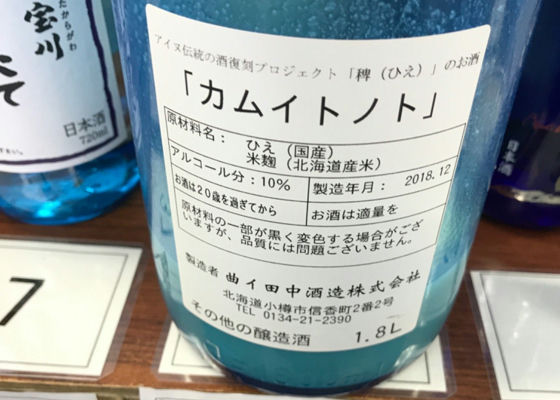 たからがわ
宝川
日本酒
720ml
アイヌ伝統の酒復刻プロジェクト「稗(ひえ)」のお酒
「カムイトノト」
原材料名: ひえ(国産)
米麹(北海道産米)
アルコール分:10% 製造年月: 2018.12
お酒は20歳を過ぎてから お酒は適量を
原材料の一部が黒く変色する場合がござ
いますが、品質には問題ございません。
製造者 曲イ田中酒造株式会社
北海道小樽市信香町2番2号
TEL 0134-21-2390
その他の醸造酒 1.8L
日本酒
7